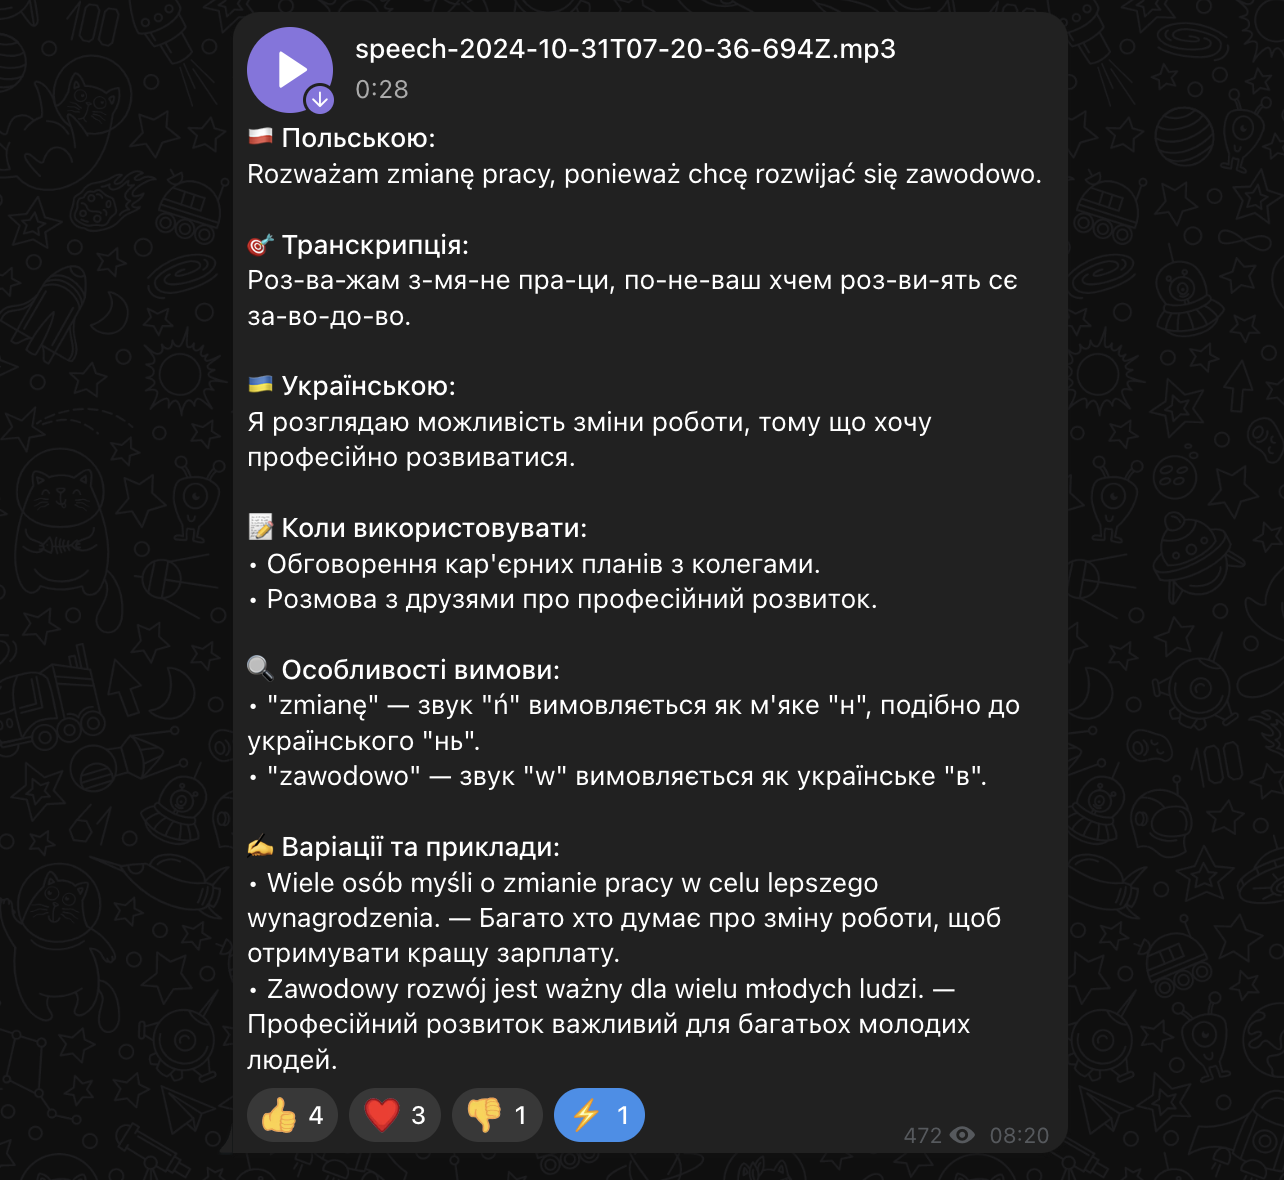 speech-2024-10-31T07-20-36-694Z.mp3
0:28
🇵🇱 Польською:
Rozważam zmianę pracy, ponieważ chcę rozwijać się zawodowo.
🎯 Транскрипція:
Роз-ва-жам з-мя-не пра-ци, по-не-ваш хчем роз-ви-ять сє
за-во-до-во.
🇺🇦 Українською:
Я розглядаю можливість зміни роботи, тому що хочу
професійно розвиватися.
📝 Коли використовувати:
• Обговорення кар'єрних планів з колегами.
• Розмова з друзями про професійний розвиток.
🔍 Особливості вимови:
• "zmianę" — звук "ń" вимовляється як м'яке "н", подібно до
українського "нь".
• "zawodowo" — звук "w" вимовляється як українське "в".
✍️ Варіації та приклади:
• Wiele osób myśli o zmianie pracy w celu lepszego
wynagrodzenia. — Багато хто думає про зміну роботи, щоб
отримувати кращу зарплату.
• Zawodowy rozwój jest ważny dla wielu młodych ludzi. —
Професійний розвиток важливий для багатьох молодих
людей.
👍 4 ❤️ 3 👎 1 ⚡ 1
472 08:20